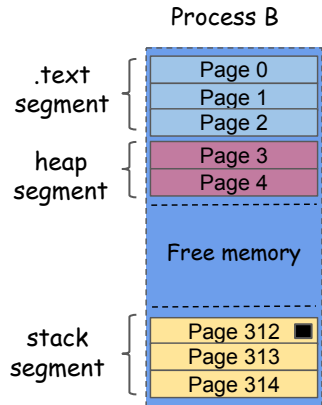 Process B
.text
segment
Page 0
Page 1
Page 2
heap
segment
Page 3
Page 4
Free memory
stack
segment
Page 312
Page 313
Page 314